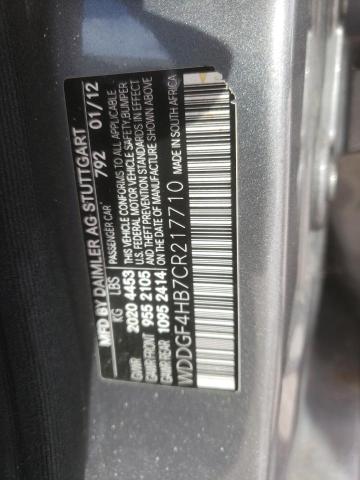 MFD BY DAIMLER AG STUTTGART
PASSENGER CAR 792 01/12
KG LBS
GVWR 2020 4453
GAWR FRONT 955 2105
GAWR REAR 1095 2414
THIS VEHICLE CONFORMS TO ALL APPLICABLE
U.S. FEDERAL MOTOR VEHICLE SAFETY, BUMPER
AND THEFT PREVENTION STANDARDS IN EFFECT
ON THE DATE OF MANUFACTURE SHOWN ABOVE
WDDGF4HB7CR217710
MADE IN SOUTH AFRICA